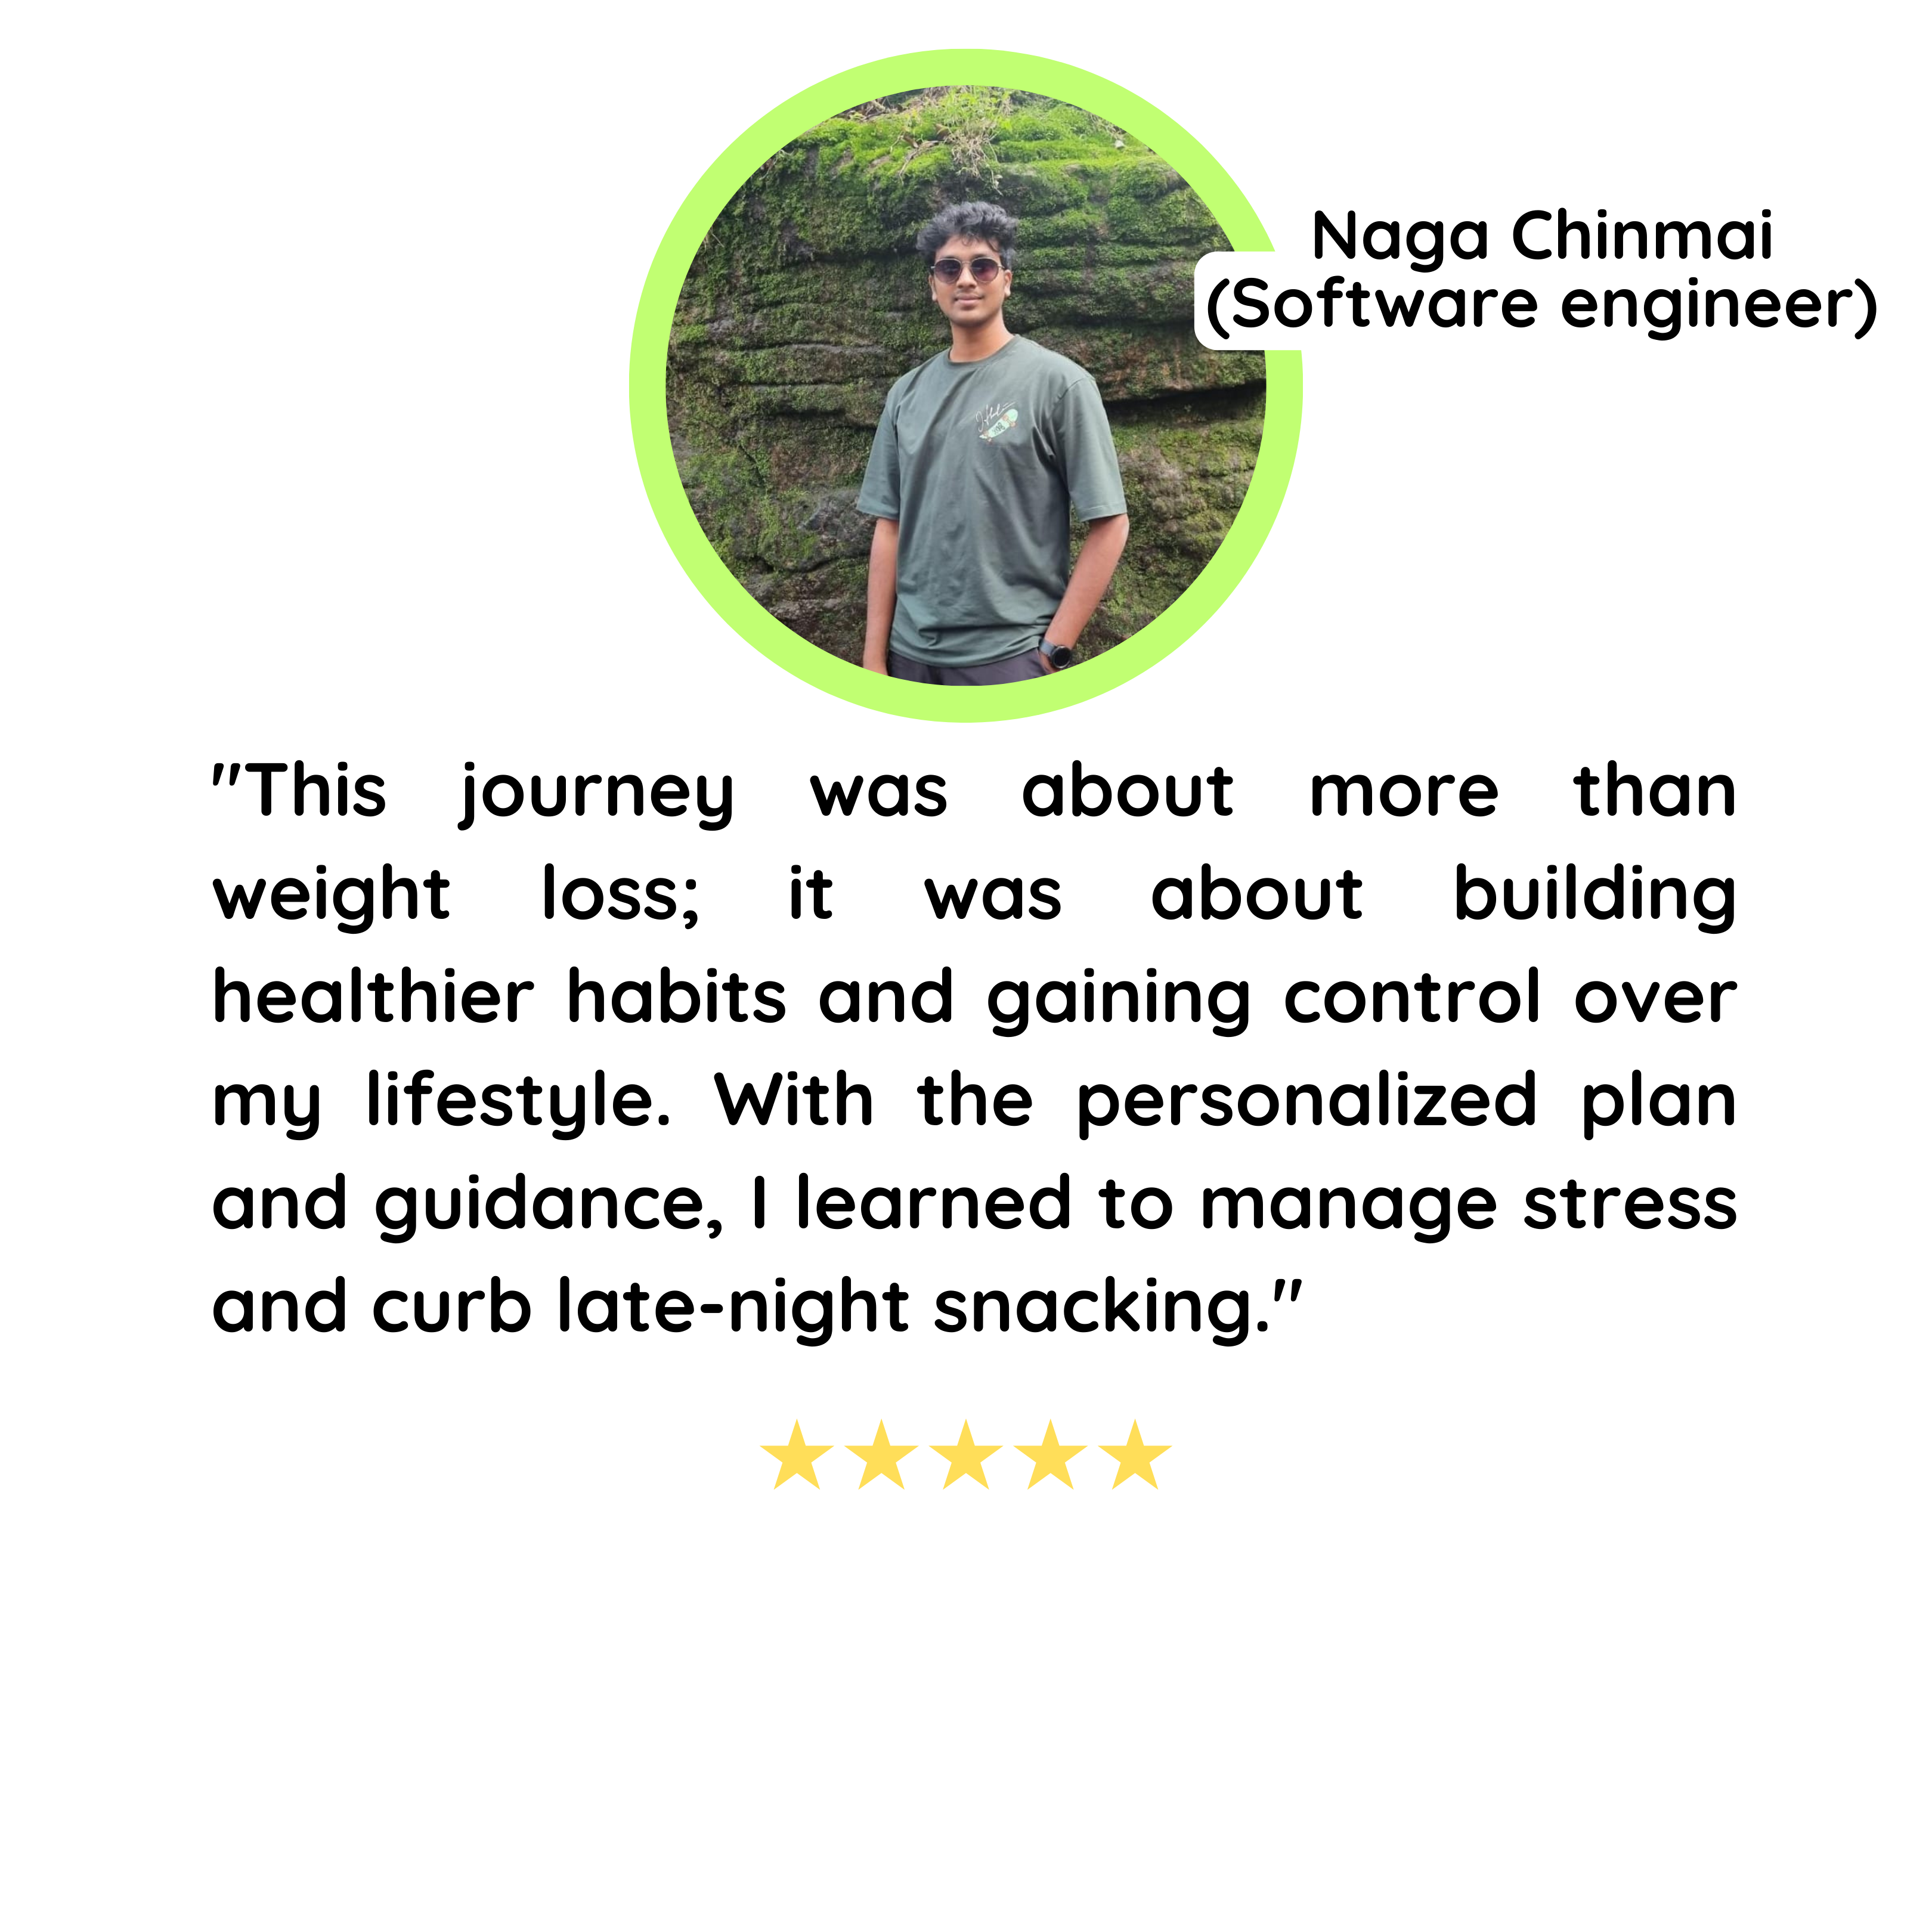 Naga Chinmai
(Software engineer)
"This journey was about more than
weight loss; it was about building
healthier habits and gaining control over
my lifestyle. With the personalized plan
and guidance, I learned to manage stress
and curb late-night snacking."